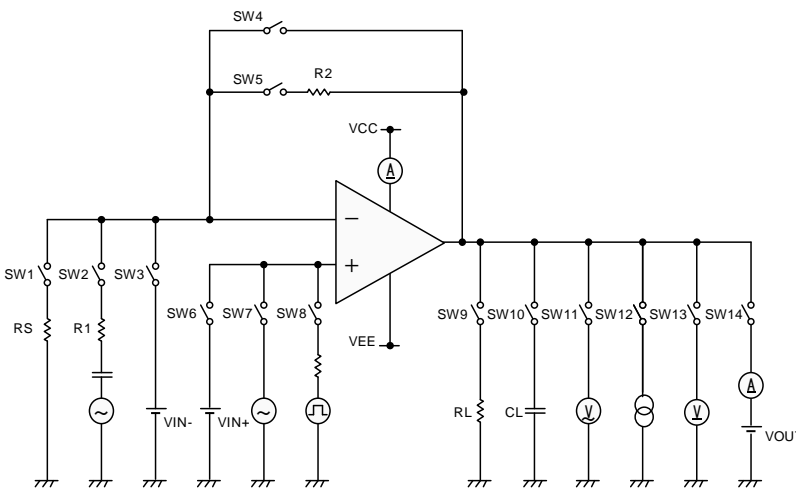 SW4
SW5 R2
VCC
A
SW1 SW2 SW3
SW6 SW7 SW8
SW9 SW10 SW11 SW12 SW13 SW14
RS R1
VEE
VIN- VIN+
RL CL V V A
VOUT